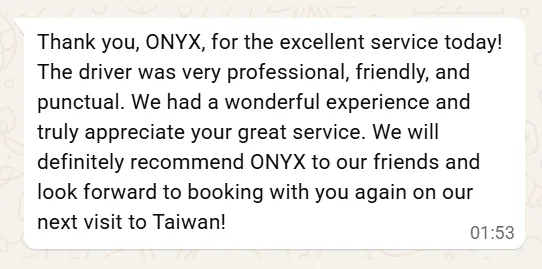 Thank you, ONYX, for the excellent service today!
The driver was very professional, friendly, and
punctual. We had a wonderful experience and
truly appreciate your great service. We will
definitely recommend ONYX to our friends and
look forward to booking with you again on our
next visit to Taiwan!
01:53